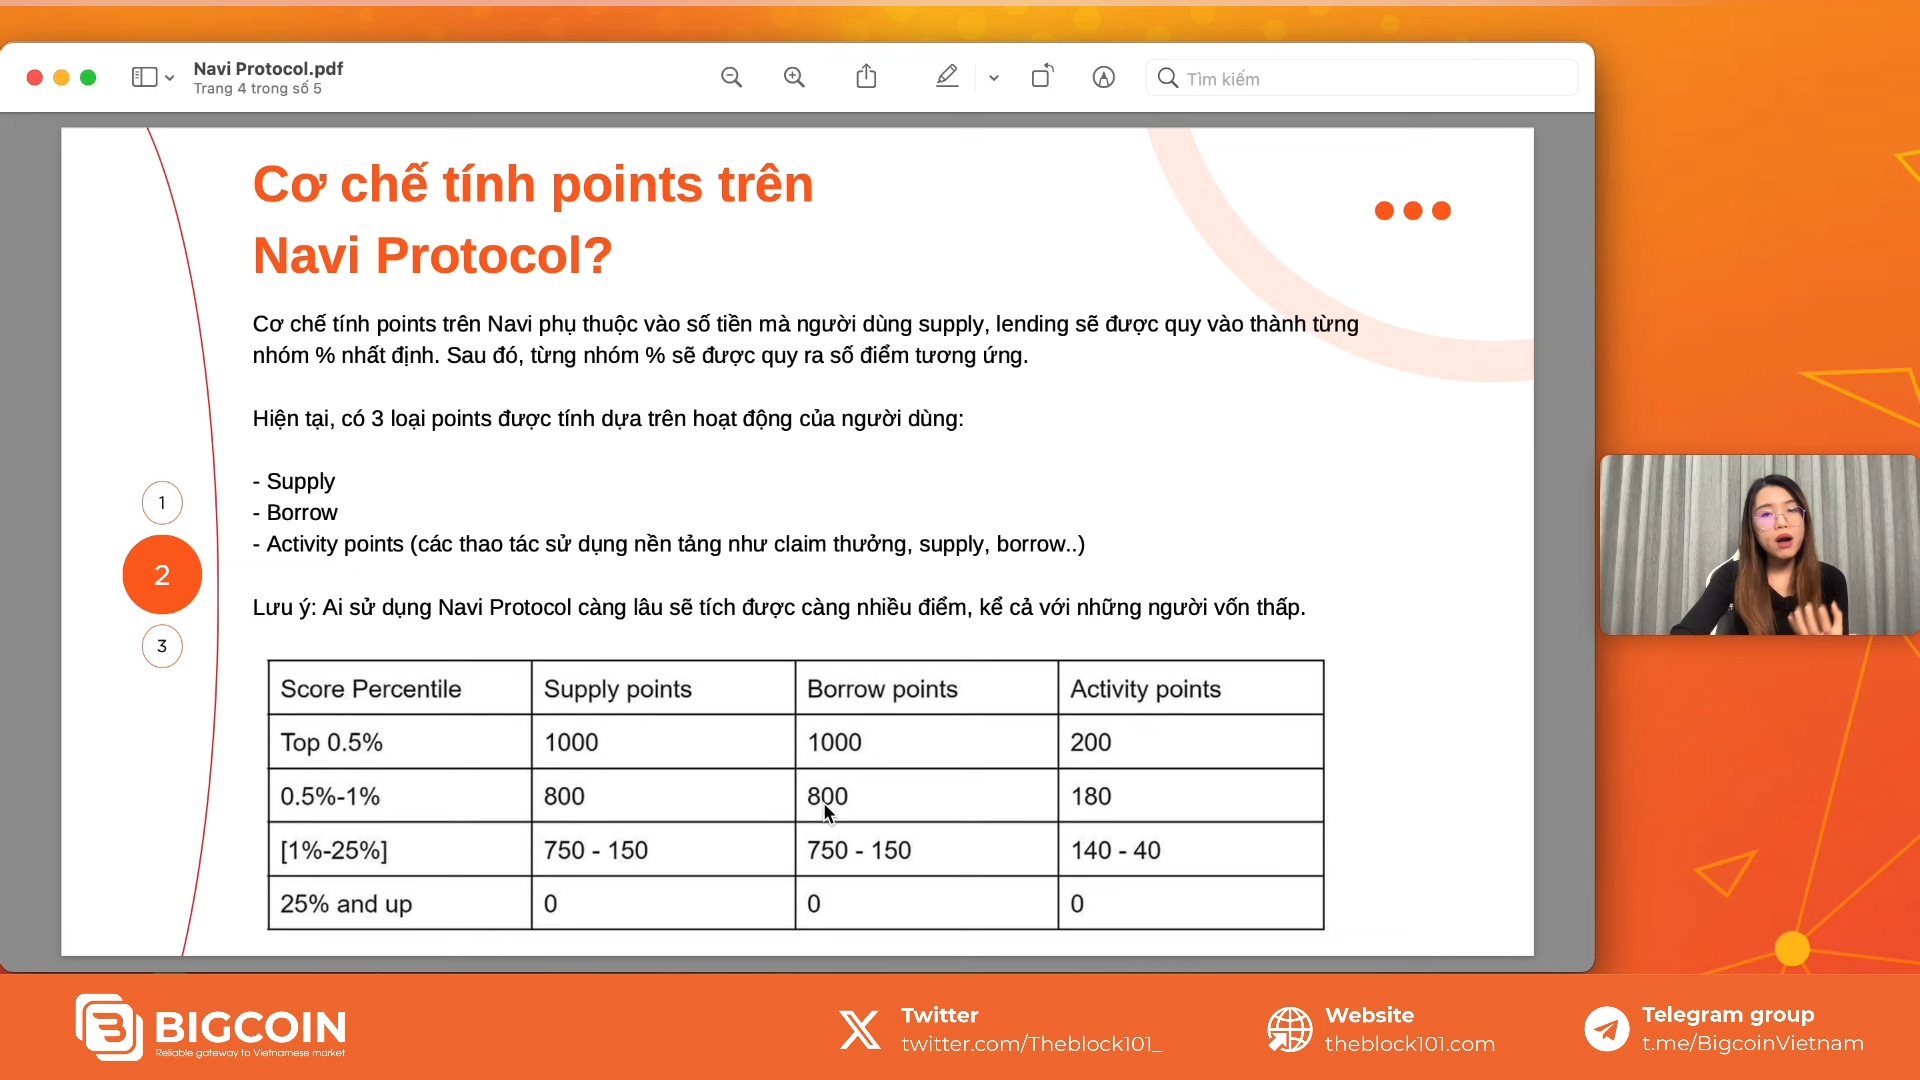 Navi Protocol.pdf
Trang 4 trong số 5
Tìm kiếm
Cơ chế tính points trên
Navi Protocol?
Cơ chế tính points trên Navi phụ thuộc vào số tiền mà người dùng supply, lending sẽ được quy vào thành từng
nhóm % nhất định. Sau đó, từng nhóm % sẽ được quy ra số điểm tương ứng.
Hiện tại, có 3 loại points được tính dựa trên hoạt động của người dùng:
- Supply
- Borrow
- Activity points (các thao tác sử dụng nền tảng như claim thưởng, supply, borrow..)
Lưu ý: Ai sử dụng Navi Protocol càng lâu sẽ tích được càng nhiều điểm, kể cả với những người vốn thấp.
1
2
3
Score Percentile Supply points Borrow points Activity points
Top 0.5% 1000 1000 200
0.5%-1% 800 800 180
[1%-25%] 750 - 150 750 - 150 140 - 40
25% and up 0 0 0
BIGCOIN
Reliable gateway to Vietnamese market
Twitter
twitter.com/Theblock101_
Website
theblock101.com
Telegram group
t.me/BigcoinVietnam